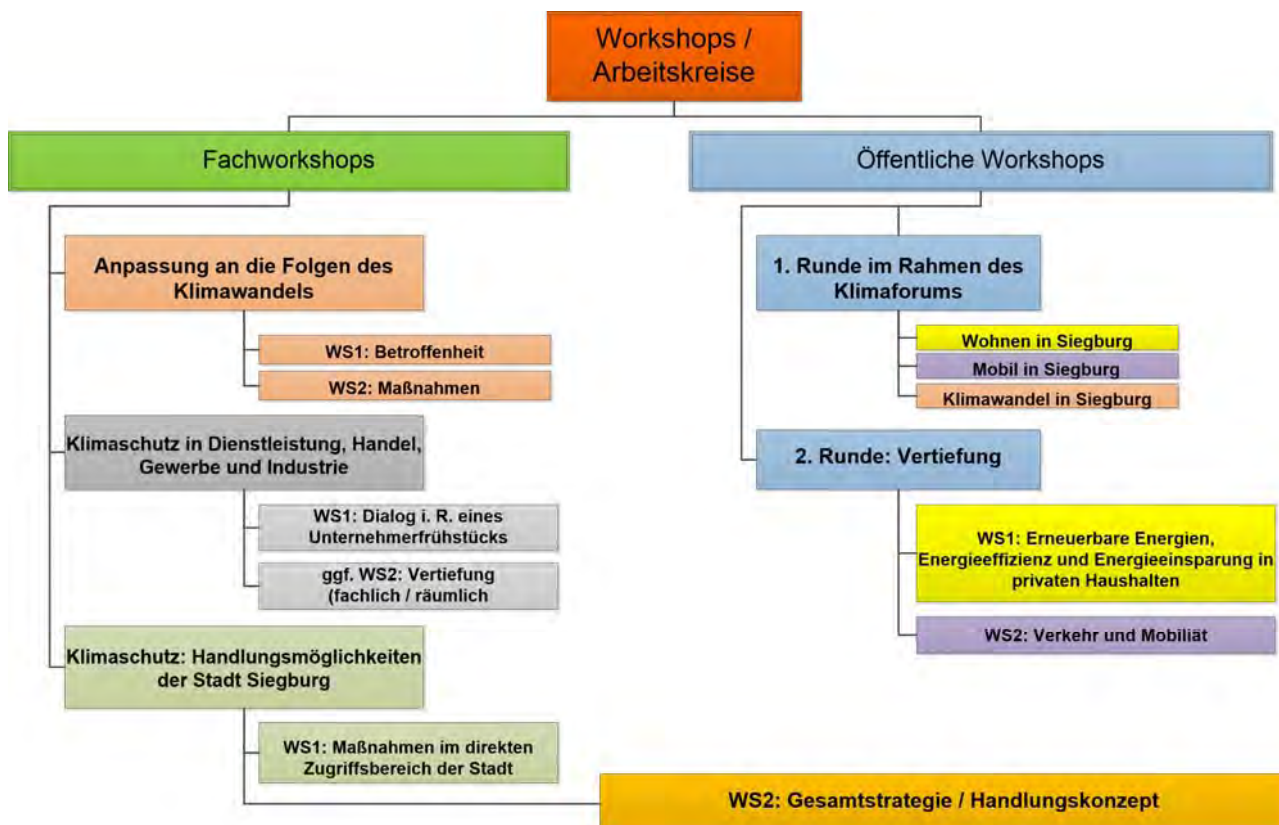 Workshops /
Arbeitskreise
Fachworkshops
Anpassung an die Folgen des
Klimawandels
WS1: Betroffenheit
WS2: Maßnahmen
Klimaschutz in Dienstleistung, Handel,
Gewerbe und Industrie
WS1: Dialog i. R. eines
Unternehmerfrühstücks
ggf. WS2: Vertiefung
(fachlich / räumlich
Klimaschutz: Handlungsmöglichkeiten
der Stadt Siegburg
WS1: Maßnahmen im direkten
Zugriffsbereich der Stadt
WS2: Gesamtstrategie / Handlungskonzept
Öffentliche Workshops
1. Runde im Rahmen des
Klimaforums
Wohnen in Siegburg
Mobil in Siegburg
Klimawandel in Siegburg
2. Runde: Vertiefung
WS1: Erneuerbare Energien,
Energieeffizienz und Energieeinsparung in
privaten Haushalten
WS2: Verkehr und Mobiliät